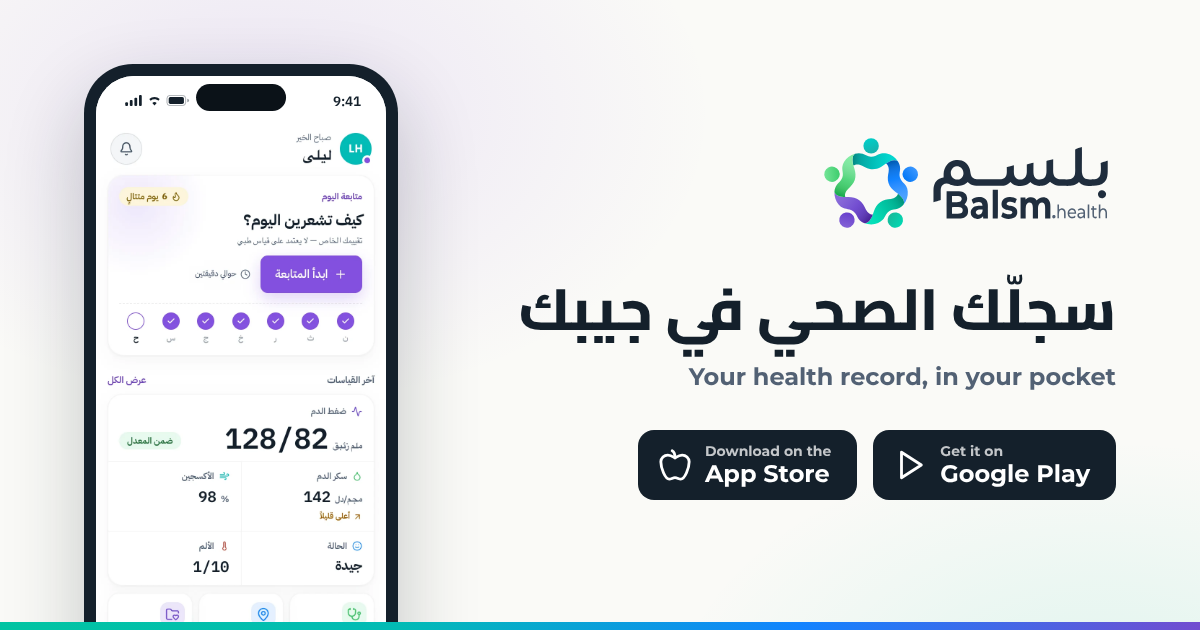 9:41
LH
صباح الخير
ليلى
متابعة اليوم
6 يوم متتالٍ
كيف تشعرين اليوم؟
تقييمك الخاص — لا يعتمد على قياس طبي
ابدأ المتابعة
حوالي دقيقتين
ن ث ر خ ج س ح
آخر القياسات
عرض الكل
ضغط الدم
128/82 ملم زئبق
ضمن المعدل
سكر الدم
142 مجم/دل
أعلى قليلاً
الأكسجين
98 %
الحالة
جيدة
الألم
1/10
بلسم
Balsm.health
سجلّك الصحي في جيبك
Your health record, in your pocket
Download on the
App Store
Get it on
Google Play